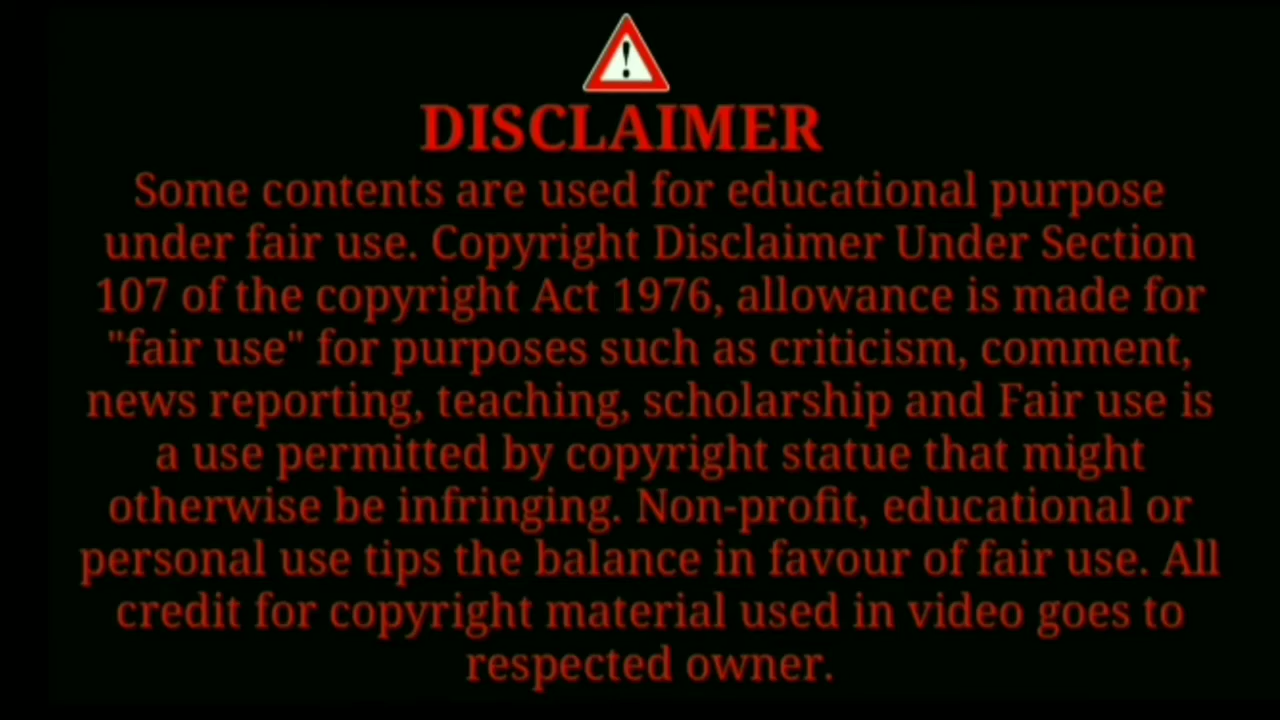 DISCLAIMER
Some contents are used for educational purpose
under fair use. Copyright Disclaimer Under Section
107 of the copyright Act 1976, allowance is made for
"fair use" for purposes such as criticism, comment,
news reporting, teaching, scholarship and Fair use is
a use permitted by copyright statue that might
otherwise be infringing. Non-profit, educational or
personal use tips the balance in favour of fair use. All
credit for copyright material used in video goes to
respected owner.